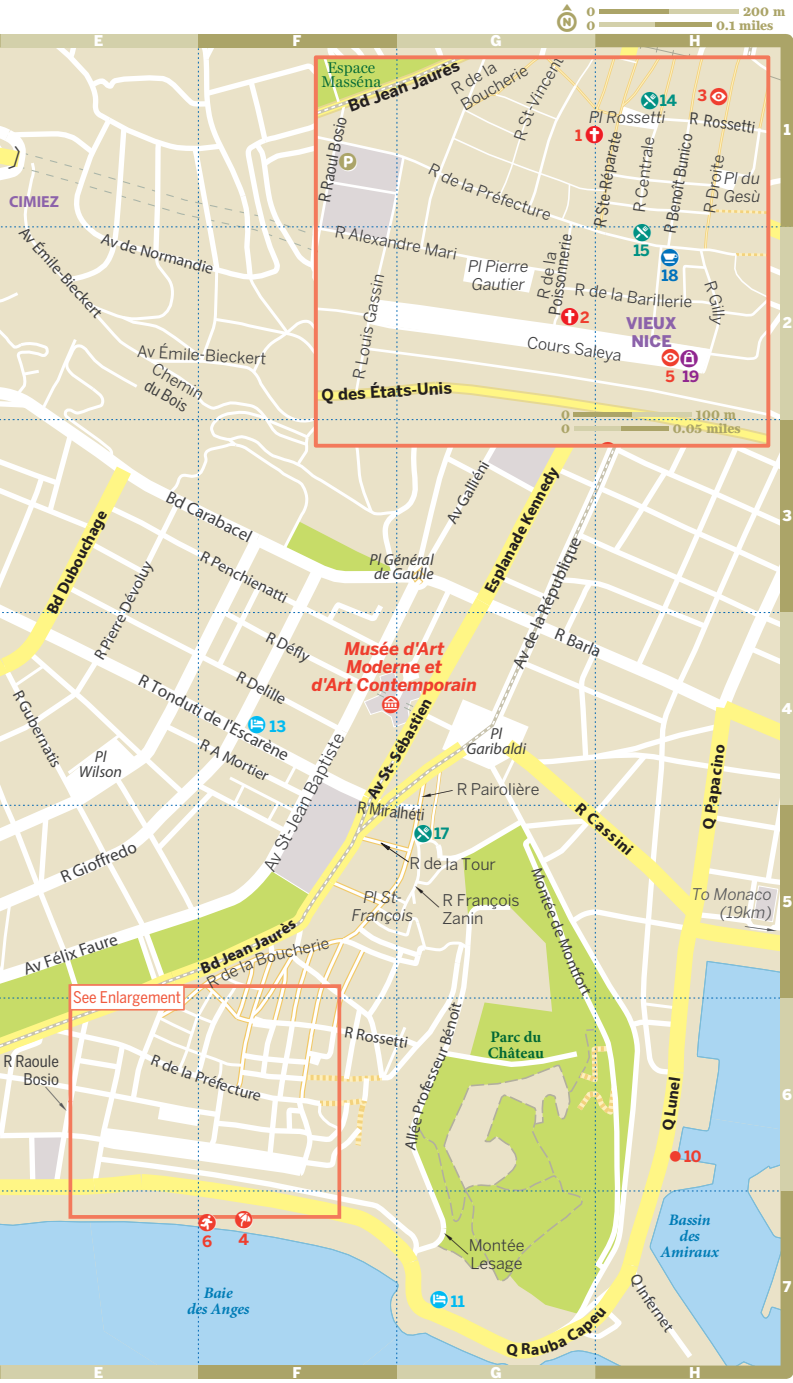 N
0 200 m
0 0.1 miles
E F G H
Espace
Masséna
Bd Jean Jaurès
R de la
Boucherie
R St-Vincent
14
3
Pl Rossetti
R Rossetti
1
1
R Raoul Bosio
P
R Ste-Réparate
R Centrale
R Benoît Bunico
R Droite
Pl du
Gesù
R de la Préfecture
CIMIEZ
Av Émile-Bieckert
Av de Normandie
R Alexandre Mari
15
18
Pl Pierre
Gautier
R de la
Poissonnerie
R de la Barillerie
R Gilly
R Louis Gassin
2
2
VIEUX
NICE
Cours Saleya
5 19
Av Émile-Bieckert
Chemin
du Bois
Q des États-Unis
0 100 m
0 0.05 miles
Av Galliéni
Esplanade Kennedy
3
Bd Carabacel
Bd Dubouchage
Pl Général
de Gaulle
R Penchienatti
R Pierre Dévoluy
Av de la République
R Barla
R Défly
Musée d'Art
Moderne et
d'Art Contemporain
R Delille
R Tonduti de l'Escarène
13
R Gubernatis
Av St-Sébastien
Pl
Garibaldi
4
Pl
Wilson
R A Mortier
Av St-Jean Baptiste
Q Papacino
R Pairolière
R Miralhéti
R Cassini
17
R Gioffredo
R de la Tour
Montée de Montfort
Pl St-
François
R François
Zanin
To Monaco
(19km)
5
Av Félix Faure
Bd Jean Jaurès
R de la Boucherie
See Enlargement
R Rossetti
Allée Professeur Bénoît
Parc du
Château
R Raoule
Bosio
R de la Préfecture
Q Lunel
6
10
6
4
Montée
Lesage
Bassin
des
Amiraux
Baie
des Anges
11
Q Infernet
7
Q Rauba Capeu
E F G H